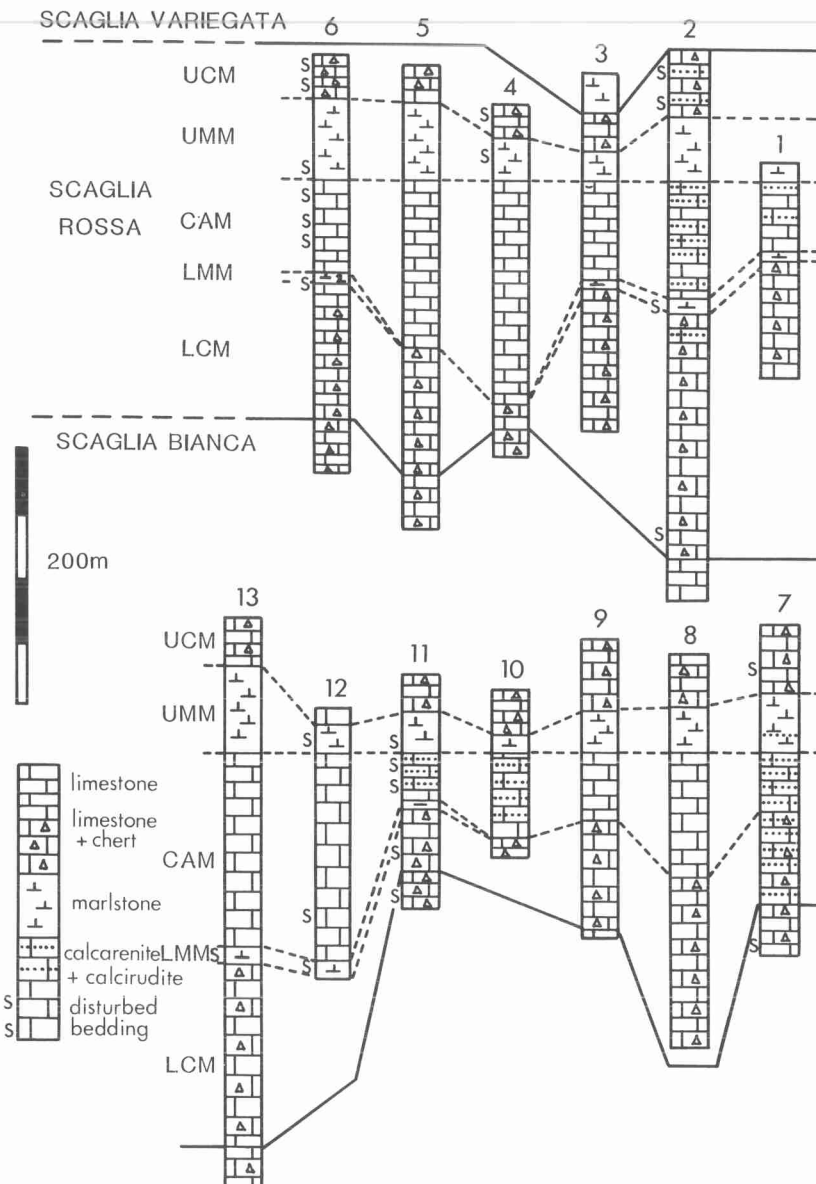 SCAGLIA VARIEGATA
6 5 4 3 2 1
UCM
UMM
SCAGLIA
ROSSA
CAM
LMM
LCM
SCAGLIA BIANCA
200m
S S S S S S S
S S
S S S S
13 12 11 10 9 8 7
UCM
UMM
CAM
LMM
LCM
S
S S S
S S S S S
S S
limestone
limestone
+ chert
marlstone
calcarenite
+ calcirudite
S disturbed
S bedding